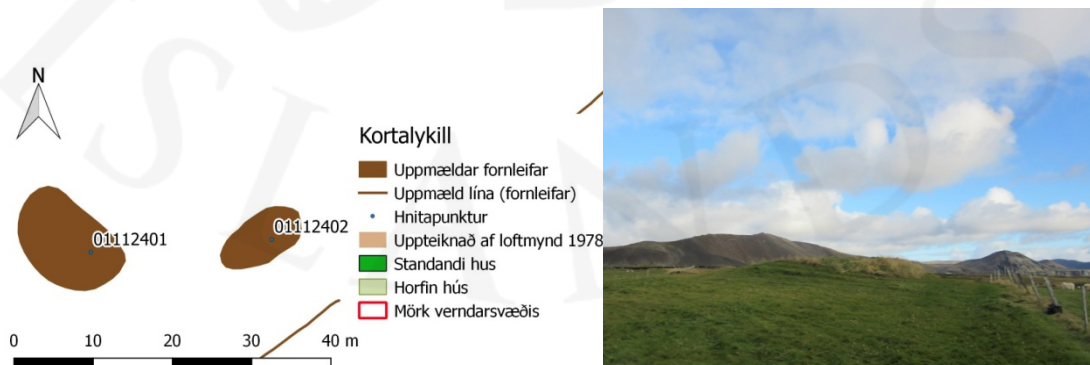 N
01112401
01112402
0 10 20 30 40 m
Kortalykill
Uppmældar fornleifar
Uppmæld lína (fornleifar)
Hnitapunktur
Uppteiknað af loftmynd 1978
Standandi hus
Horfin hús
Mörk verndarsvæðis